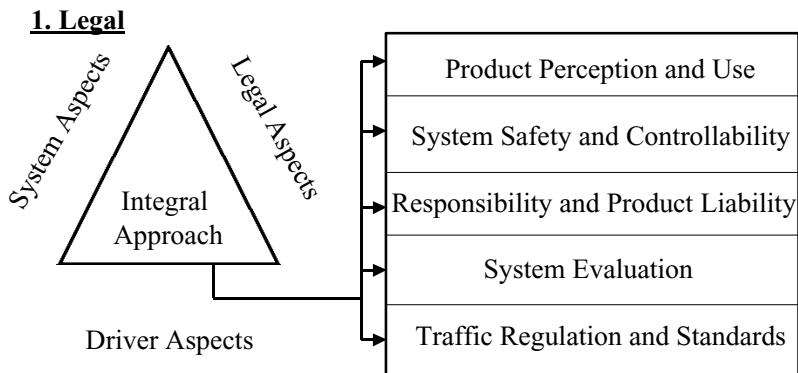 1. Legal
System Aspects
Legal Aspects
Integral
Approach
Driver Aspects
Product Perception and Use
System Safety and Controllability
Responsibility and Product Liability
System Evaluation
Traffic Regulation and Standards